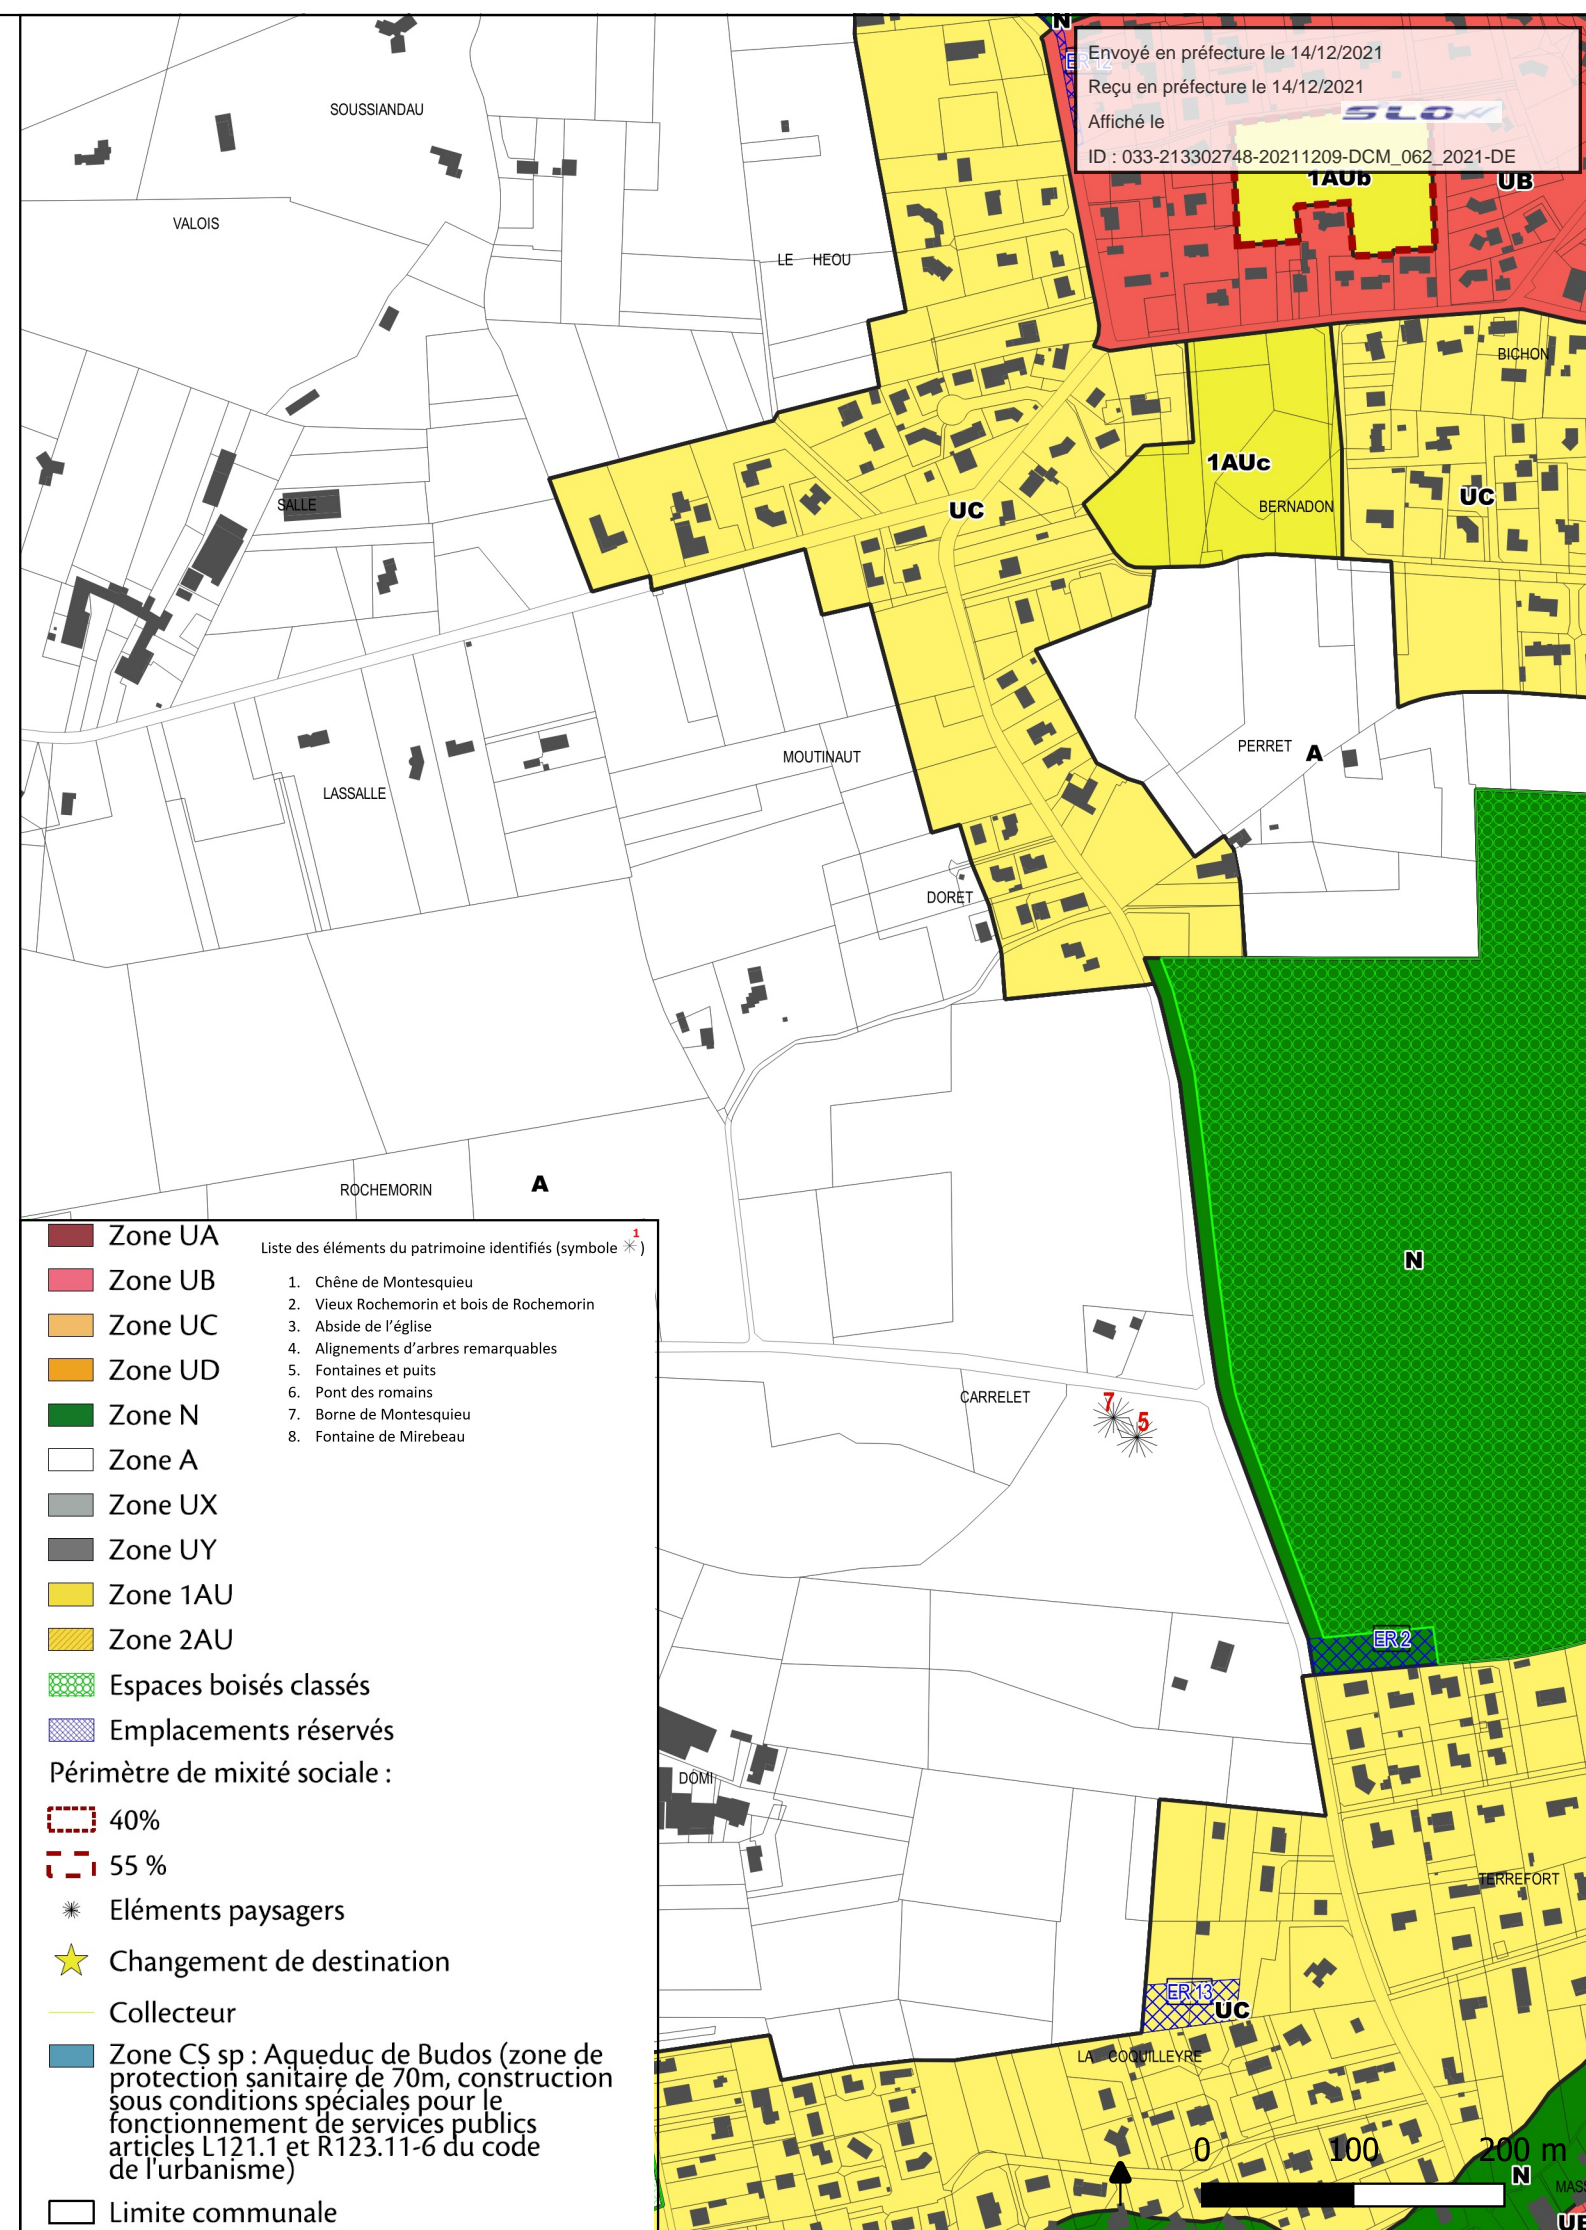 N
Envoyé en préfecture le 14/12/2021
ER 12
Reçu en préfecture le 14/12/2021
Affiché le
SLO
ID : 033-213302748-20211209-DCM_062_2021-DE
SOUSSIANDAU
1AUb
UB
VALOIS
LE HEOU
BICHON
1AUc
UC
SALLE
UC
BERNADON
PERRET
A
MOUTINAUT
LASSALLE
DORET
ROCHEMORIN
A
N
CARRELET
7
5
ER 2
DOMI
TERREFORT
ER 13
UC
LA COQUILLEYRE
0 100 200 m
N
MASS
UB
Zone UA
Zone UB
Zone UC
Zone UD
Zone N
Zone A
Zone UX
Zone UY
Zone 1AU
Zone 2AU
Espaces boisés classés
Emplacements réservés
Périmètre de mixité sociale :
40%
55 %
Eléments paysagers
Changement de destination
Collecteur
Zone CS sp : Aqueduc de Budos (zone de
protection sanitaire de 70m, construction
sous conditions spéciales pour le
fonctionnement de services publics
articles L121.1 et R123.11-6 du code
de l'urbanisme)
Limite communale
1
Liste des éléments du patrimoine identifiés (symbole )
1. Chêne de Montesquieu
2. Vieux Rochemorin et bois de Rochemorin
3. Abside de l'église
4. Alignements d'arbres remarquables
5. Fontaines et puits
6. Pont des romains
7. Borne de Montesquieu
8. Fontaine de Mirebeau